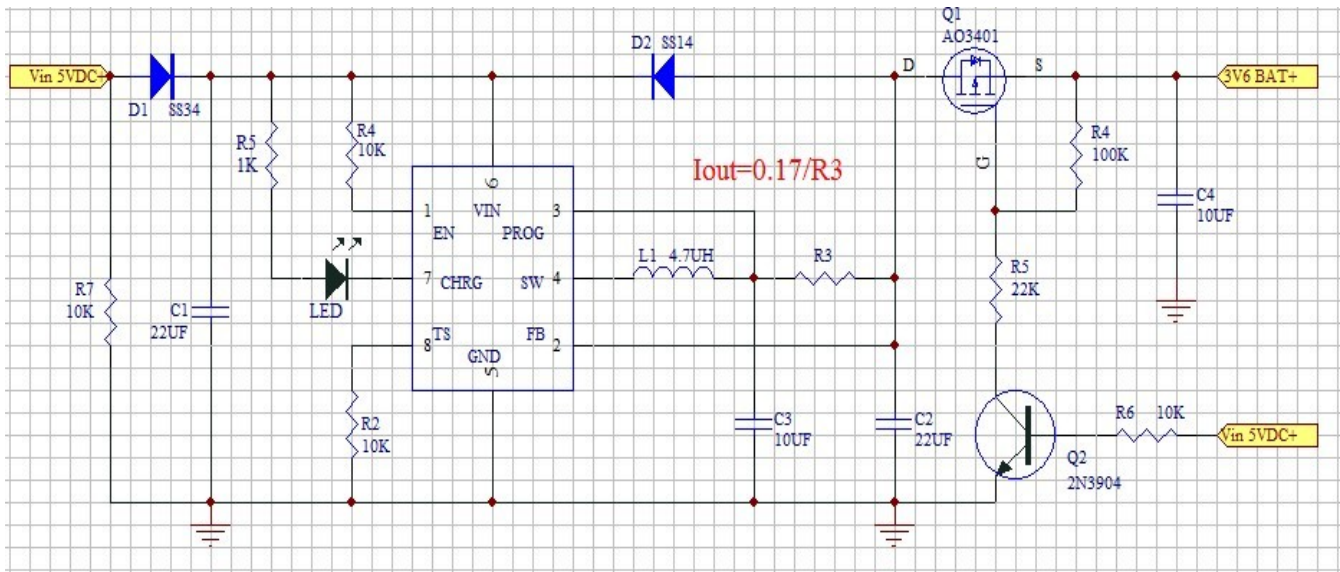 Q1
AO3401
D2 SS14
Vin 5VDC+
D S
3V6 BAT+
D1 SS34
R5
1K
R4
10K
R4
100K
G
Iout=0.17/R3
C4
10UF
6
1 VIN 3
EN PROG
L1 4.7UH
R3
7 CHRG SW 4
R5
22K
R7
10K
C1
22UF
LED
TS FB
8 2
GND
5
R2
10K
C3
10UF
C2
22UF
R6 10K
Vin 5VDC+
Q2
2N3904